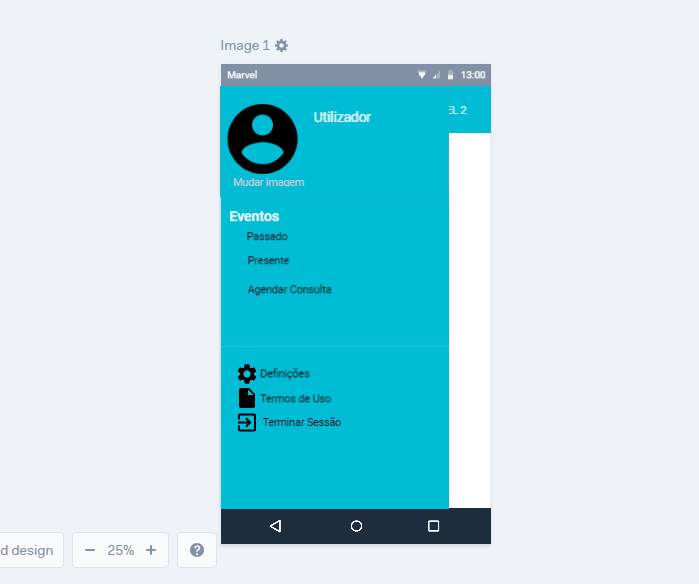 Image 1
Marvel 13:00
Utilizador
EL 2
Mudar imagem
Eventos
Passado
Presente
Agendar Consulta
Definições
Termos de Uso
Terminar Sessão
d design
25%